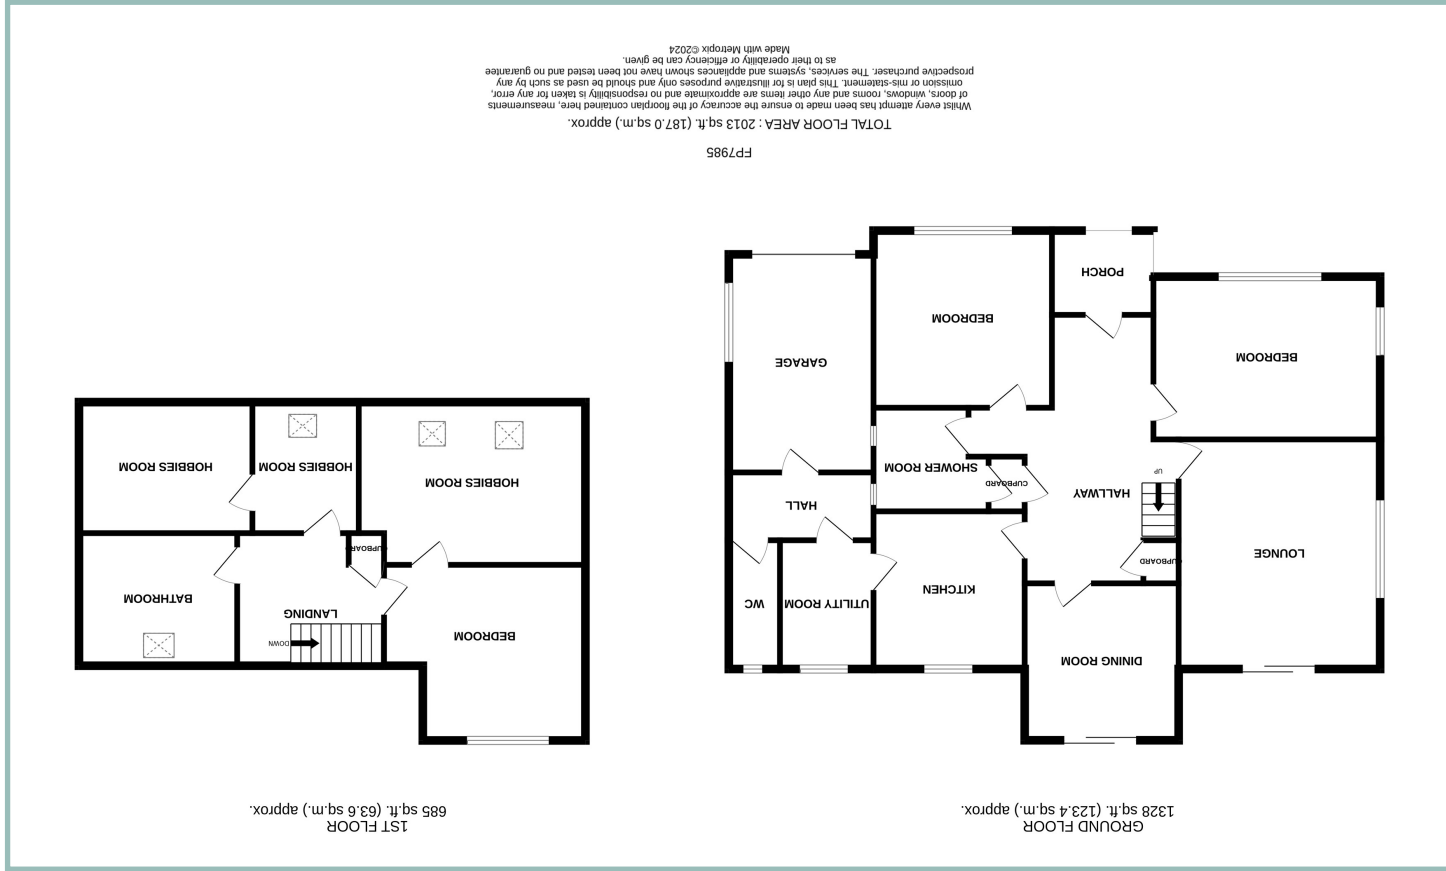 GROUND FLOOR
1328 sq.ft. (123.4 sq.m.) approx.
DINING ROOM
KITCHEN
UTILITY ROOM
WC
LOUNGE
CUPBOARD
HALLWAY
UP
CUPBOARD
HALL
SHOWER ROOM
BEDROOM
BEDROOM
GARAGE
PORCH
1ST FLOOR
685 sq.ft. (63.6 sq.m.) approx.
BEDROOM
DOWN
LANDING
BATHROOM
CUPBOARD
HOBBIES ROOM
HOBBIES ROOM
HOBBIES ROOM
FP7985
TOTAL FLOOR AREA : 2013 sq.ft. (187.0 sq.m.) approx.
Whilst every attempt has been made to ensure the accuracy of the floorplan contained here, measurements
of doors, windows, rooms and any other items are approximate and no responsibility is taken for any error,
omission or mis-statement. This plan is for illustrative purposes only and should be used as such by any
prospective purchaser. The services, systems and appliances shown have not been tested and no guarantee
as to their operability or efficiency can be given.
Made with Metropix ©2024